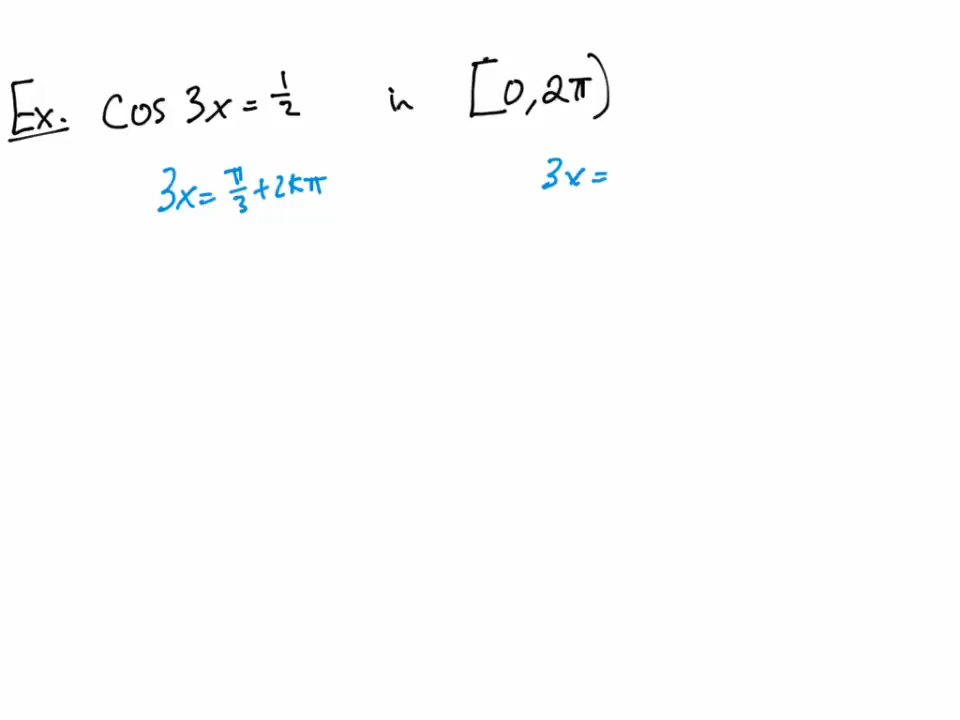 Ex. Cos 3x = 1/2 in [0, 2π)
3x = π/3 + 2kπ 3x =